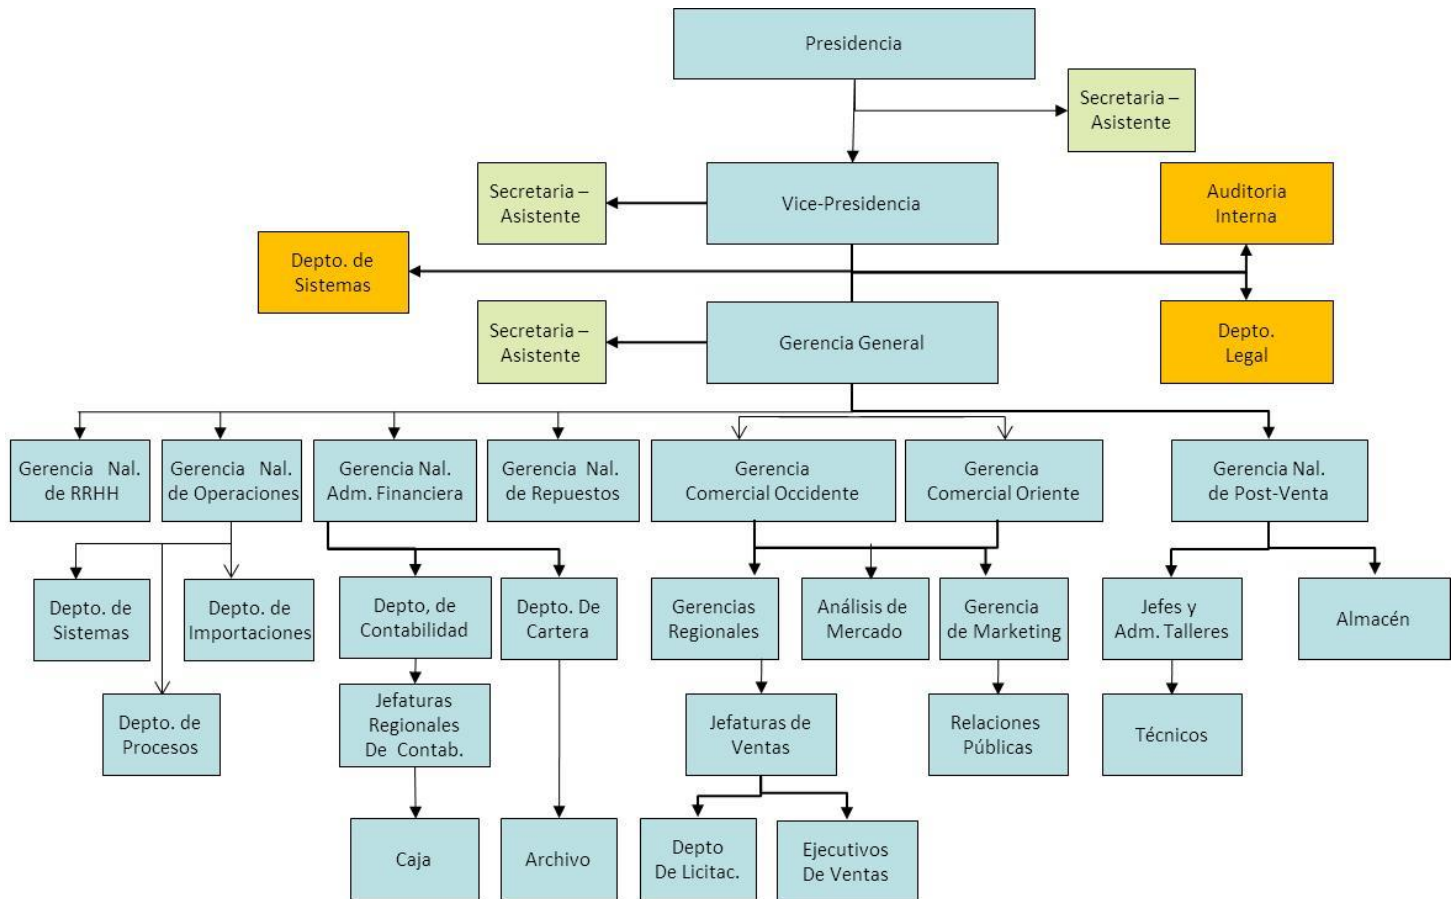 Presidencia
Secretaria –
Asistente
Secretaria –
Asistente
Vice-Presidencia
Auditoria
Interna
Depto. de
Sistemas
Secretaria –
Asistente
Gerencia General
Depto.
Legal
Gerencia Nal.
de RRHH
Gerencia Nal.
de Operaciones
Gerencia Nal.
Adm. Financiera
Gerencia Nal.
de Repuestos
Gerencia
Comercial Occidente
Gerencia
Comercial Oriente
Gerencia Nal.
de Post-Venta
Depto. de
Sistemas
Depto. de
Importaciones
Depto, de
Contabilidad
Depto. De
Cartera
Gerencias
Regionales
Análisis de
Mercado
Gerencia
de Marketing
Jefes y
Adm. Talleres
Almacén
Depto. de
Procesos
Jefaturas
Regionales
De Contab.
Jefaturas de
Ventas
Relaciones
Públicas
Técnicos
Caja
Archivo
Depto
De Licitac.
Ejecutivos
De Ventas